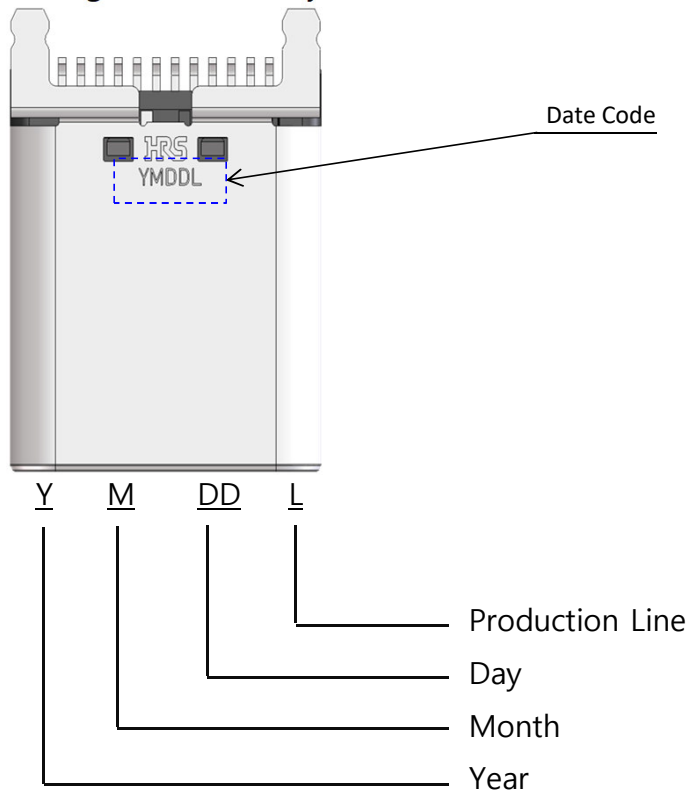 Date Code
HRS
YMDDL
Y M DD L
Production Line
Day
Month
Year